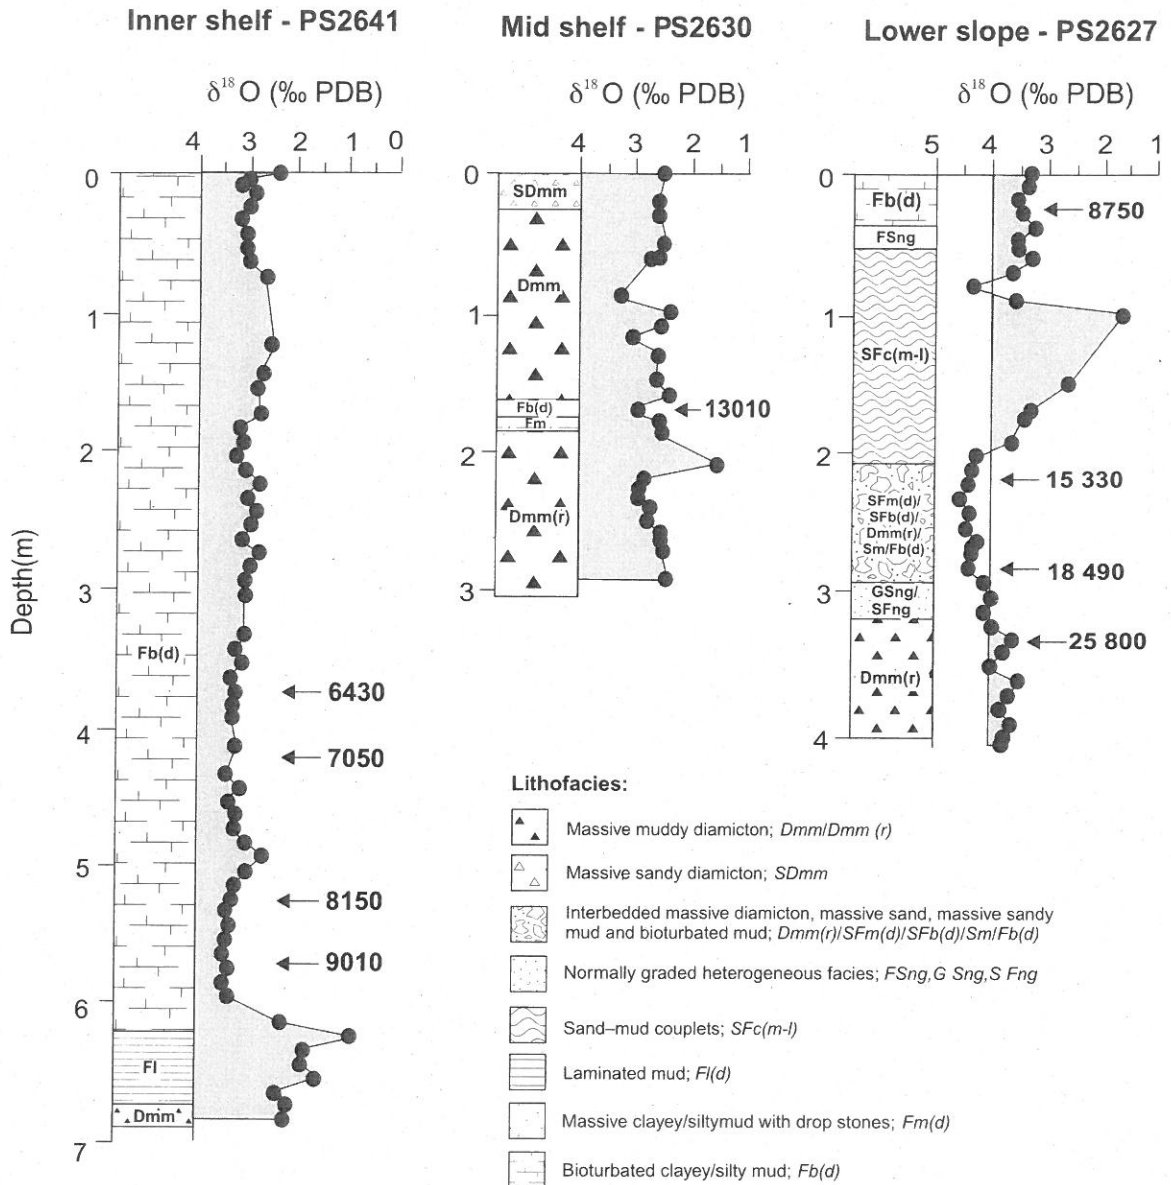 Inner shelf - PS2641
Mid shelf - PS2630
Lower slope - PS2627
δ18 O (‰ PDB)
δ18 O (‰ PDB)
δ18 O (‰ PDB)
4 3 2 1 0
4 3 2 1
5 4 3 2 1
Depth(m)
0
1
2
3
4
5
6
7
Fb(d)
Fl
Dmm
6430
7050
8150
9010
0
1
2
3
SDmm
Dmm
Fb(d)
Fm
Dmm(r)
13010
0
1
2
3
4
Fb(d)
FSng
SFc(m-l)
SFm(d)/
SFb(d)/
Dmm(r)/
Sm/Fb(d)
GSng/
SFng
Dmm(r)
8750
15 330
18 490
25 800
Lithofacies:
Massive muddy diamicton; Dmm/Dmm (r)
Massive sandy diamicton; SDmm
Interbedded massive diamicton, massive sand, massive sandy
mud and bioturbated mud; Dmm(r)/SFm(d)/SFb(d)/Sm/Fb(d)
Normally graded heterogeneous facies; FSng,G Sng,S Fng
Sand–mud couplets; SFc(m-l)
Laminated mud; Fl(d)
Massive clayey/siltymud with drop stones; Fm(d)
Bioturbated clayey/silty mud; Fb(d)